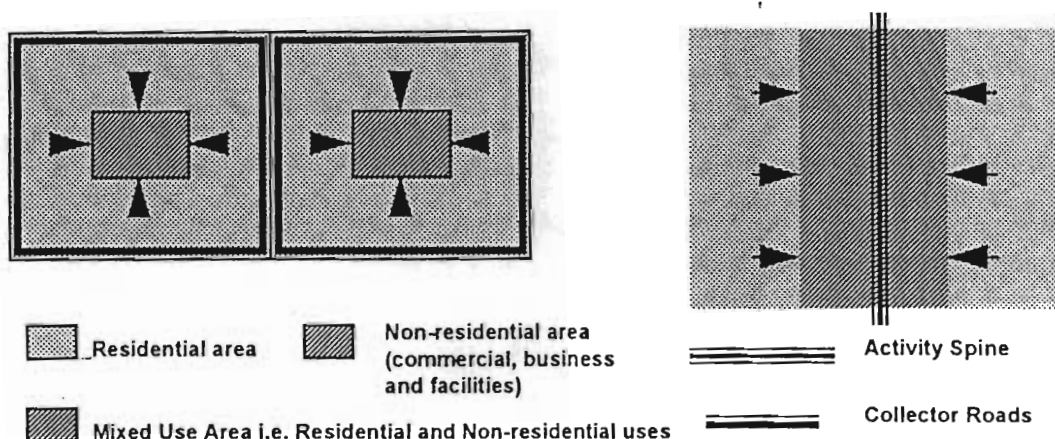 Residential area
Non-residential area
(commercial, business
and facilities)
Mixed Use Area i.e. Residential and Non-residential uses
Activity Spine
Collector Roads